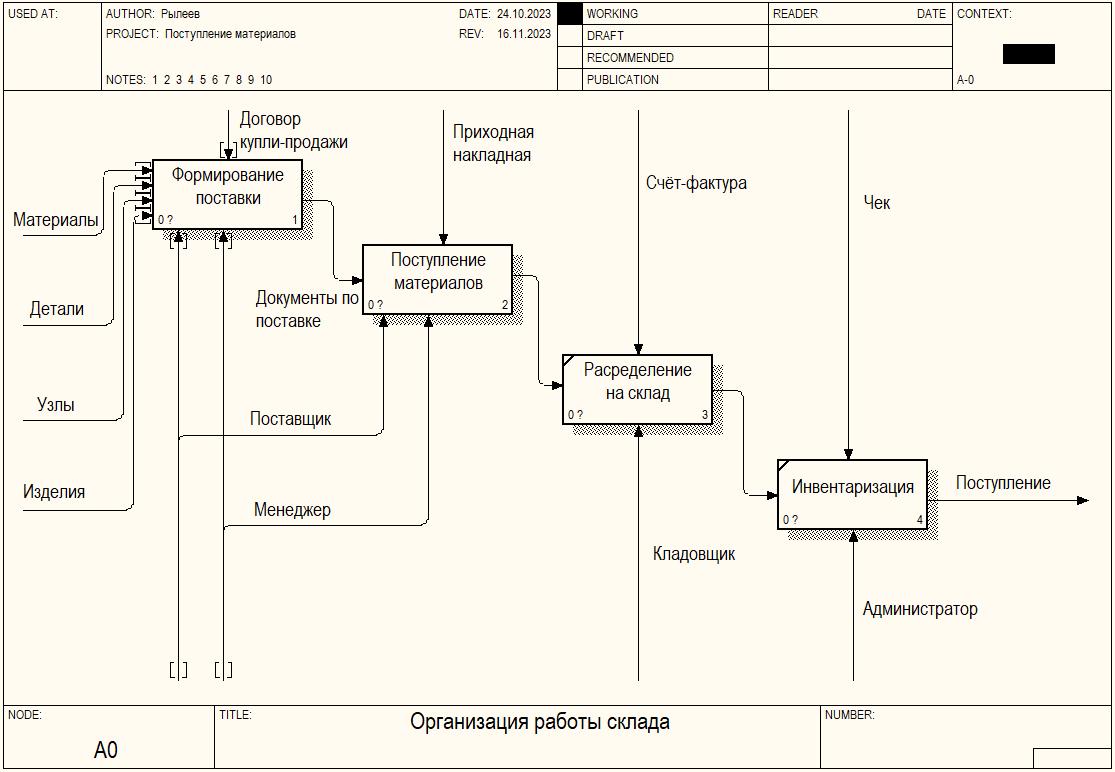 USED AT:
AUTHOR: Рылеев
DATE: 24.10.2023
WORKING
READER
DATE
CONTEXT:
PROJECT: Поступление материалов
REV: 16.11.2023
DRAFT
RECOMMENDED
NOTES: 1 2 3 4 5 6 7 8 9 10
PUBLICATION
A-0
Договор
купли-продажи
Приходная
накладная
Счёт-фактура
Чек
Формирование
поставки
0 ?
1
Материалы
Поступление
материалов
0 ?
2
Документы по
поставке
Детали
Расределение
на склад
0 ?
3
Узлы
Поставщик
Изделия
Менеджер
Инвентаризация
0 ?
4
Поступление
Кладовщик
Администратор
NODE:
A0
TITLE:
Организация работы склада
NUMBER: